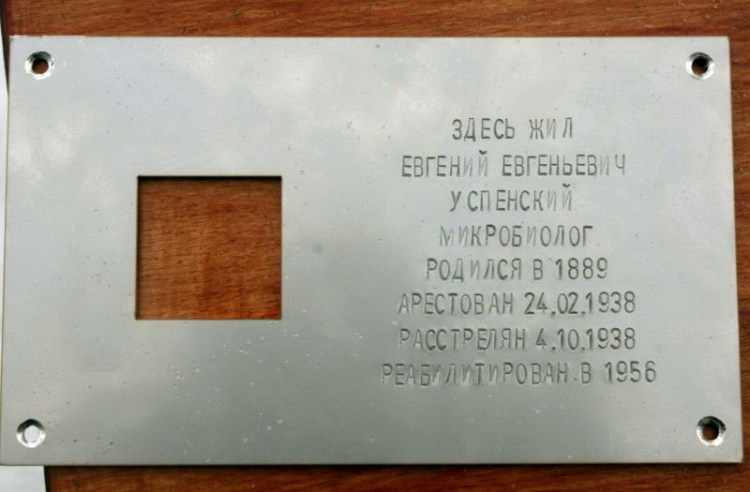 ЗДЕСЬ ЖИЛ
ЕВГЕНИЙ ЕВГЕНЬЕВИЧ
УСПЕНСКИЙ
МИКРОБИОЛОГ
РОДИЛСЯ В 1889
АРЕСТОВАН 24.02.1938
РАССТРЕЛЯН 4.10.1938
РЕАБИЛИТИРОВАН В 1956